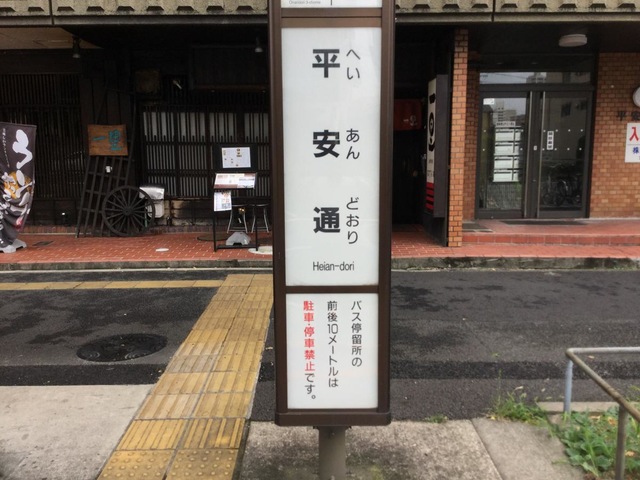 平安通
へい
あん
どおり
Heian-dori
バス停留所の
前後10メートルは
駐車・停車禁止です。